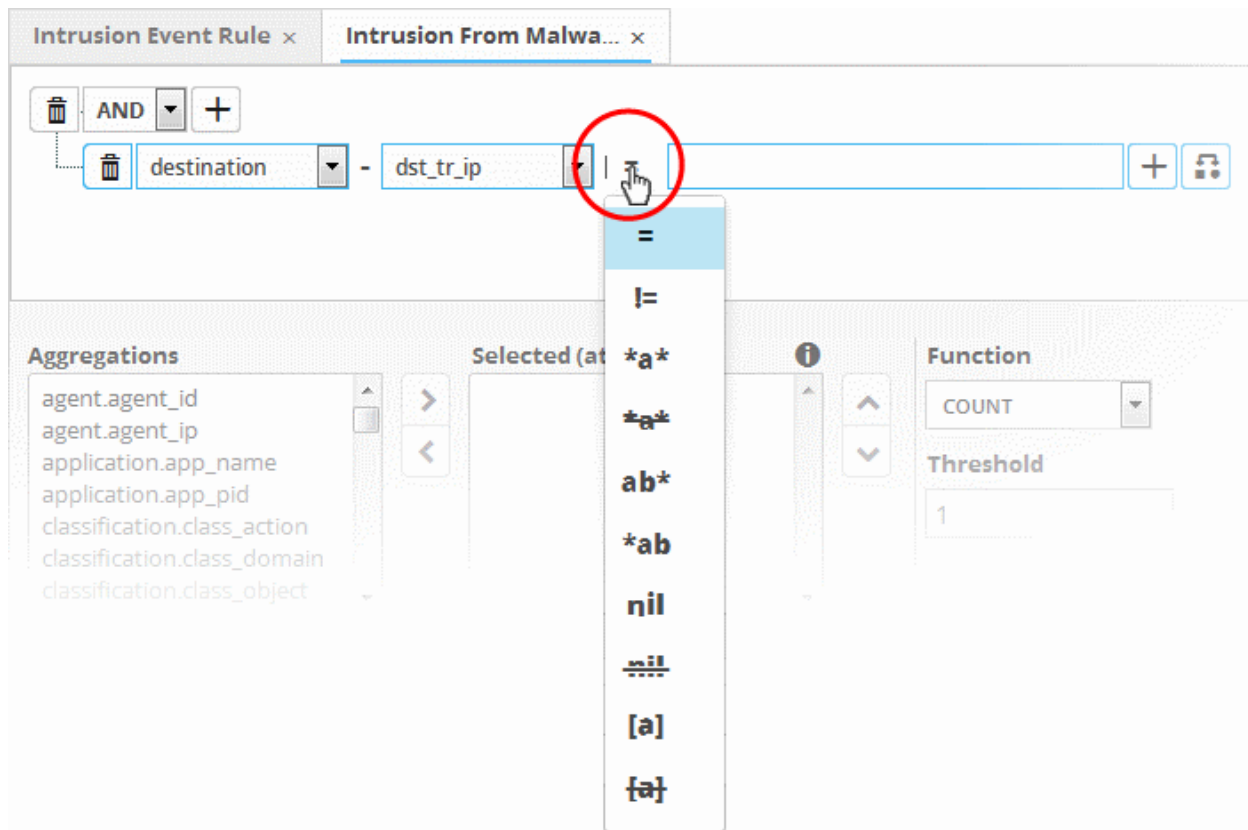 Intrusion Event Rule ×
Intrusion From Malwa... ×
AND
destination - dst_tr_ip | =
=
!=
*a*
*a*
ab*
*ab
nil
nil
[a]
[a]
Aggregations
agent.agent_id
agent.agent_ip
application.app_name
application.app_pid
classification.class_action
classification.class_domain
classification.class_object
Selected (at
Function
COUNT
Threshold
1